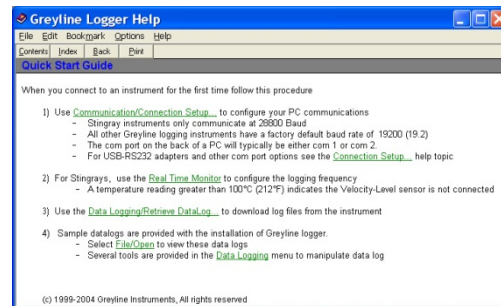 Greyline Logger Help
File Edit Bookmark Options Help
Contents Index Back Print
Quick Start Guide
When you connect to an instrument for the first time follow this procedure
1) Use Communication/Connection Setup... to configure your PC communications
- Stingray instruments only communicate at 28800 Baud
- All other Greyline logging instruments have a factory default baud rate of 19200 (19.2)
- The com port on the back of a PC will typically be either com 1 or com 2.
- For USB-RS232 adapters and other com port options see the Connection Setup... help topic
2) For Stingrays, use the Real Time Monitor to configure the logging frequency
- A temperature reading greater than 100°C (212°F) indicates the Velocity-Level sensor is not connected
3) Use the Data Logging/Retrieve DataLog... to download log files from the instrument
4) Sample datalogs are provided with the installation of Greyline logger.
- Select File/Open to view these data logs
- Several tools are provided in the Data Logging menu to manipulate data log
(c) 1999-2004 Greyline Instruments, All rights reserved